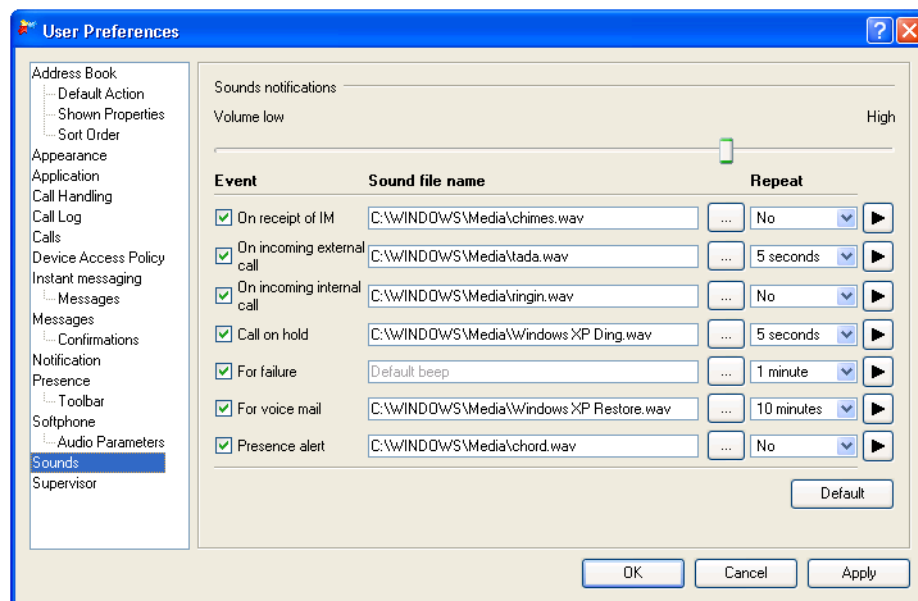 User Preferences
Address Book
Default Action
Shown Properties
Sort Order
Appearance
Application
Call Handling
Call Log
Calls
Device Access Policy
Instant messaging
Messages
Messages
Confirmations
Notification
Presence
Toolbar
Softphone
Audio Parameters
Sounds
Supervisor
Sounds notifications
Volume low High
Event Sound file name Repeat
On receipt of IM C:\WINDOWS\Media\chimes.wav ... No
On incoming external call C:\WINDOWS\Media\tada.wav ... 5 seconds
On incoming internal call C:\WINDOWS\Media\ringin.wav ... No
Call on hold C:\WINDOWS\Media\Windows XP Ding.wav ... 5 seconds
For failure Default beep ... 1 minute
For voice mail C:\WINDOWS\Media\Windows XP Restore.wav ... 10 minutes
Presence alert C:\WINDOWS\Media\chord.wav ... No
Default
OK Cancel Apply